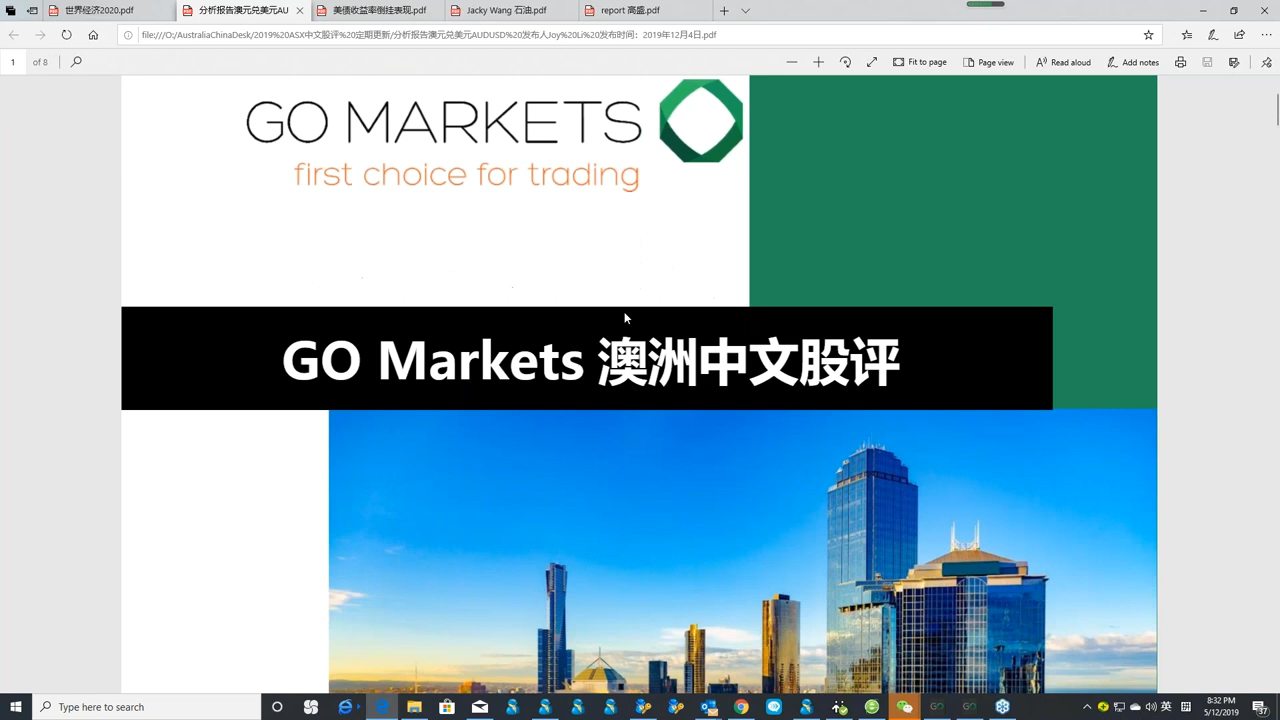 世界经济2020.pdf
分析报告澳元兑美元AU
美债收益率倒挂表现.pdf
Jacky Wang 石油.pdf
report 高盛.pdf
file:///O:/AustraliaChinaDesk/2019%20ASX中文股评%20定期更新/分析报告澳元兑美元AUDUSD%20发布人Joy%20Li%20发布时间：2019年12月4日.pdf
1 of 8
Fit to page
Page view
Read aloud
Add notes
GO MARKETS
first choice for trading
GO Markets 澳洲中文股评
Type here to search
英
8:32 PM
5/12/2019